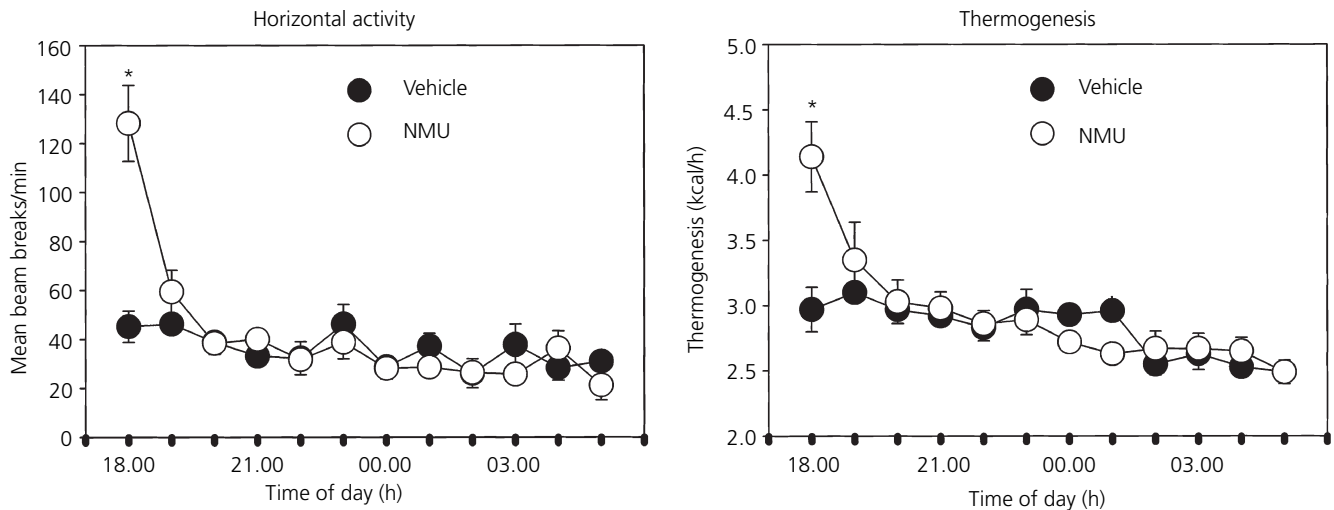 Horizontal activity
160
140
120
100
80
60
40
20
0
Mean beam breaks/min
*
Vehicle
NMU
18.00 21.00 00.00 03.00
Time of day (h)
Thermogenesis
5.0
4.5
4.0
3.5
3.0
2.5
2.0
Thermogenesis (kcal/h)
*
Vehicle
NMU
18.00 21.00 00.00 03.00
Time of day (h)